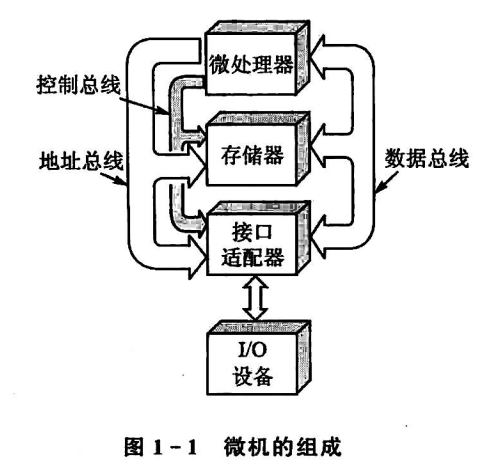 微处理器
控制总线
存储器
地址总线
数据总线
接口
适配器
I/O
设备
图 1-1 微机的组成